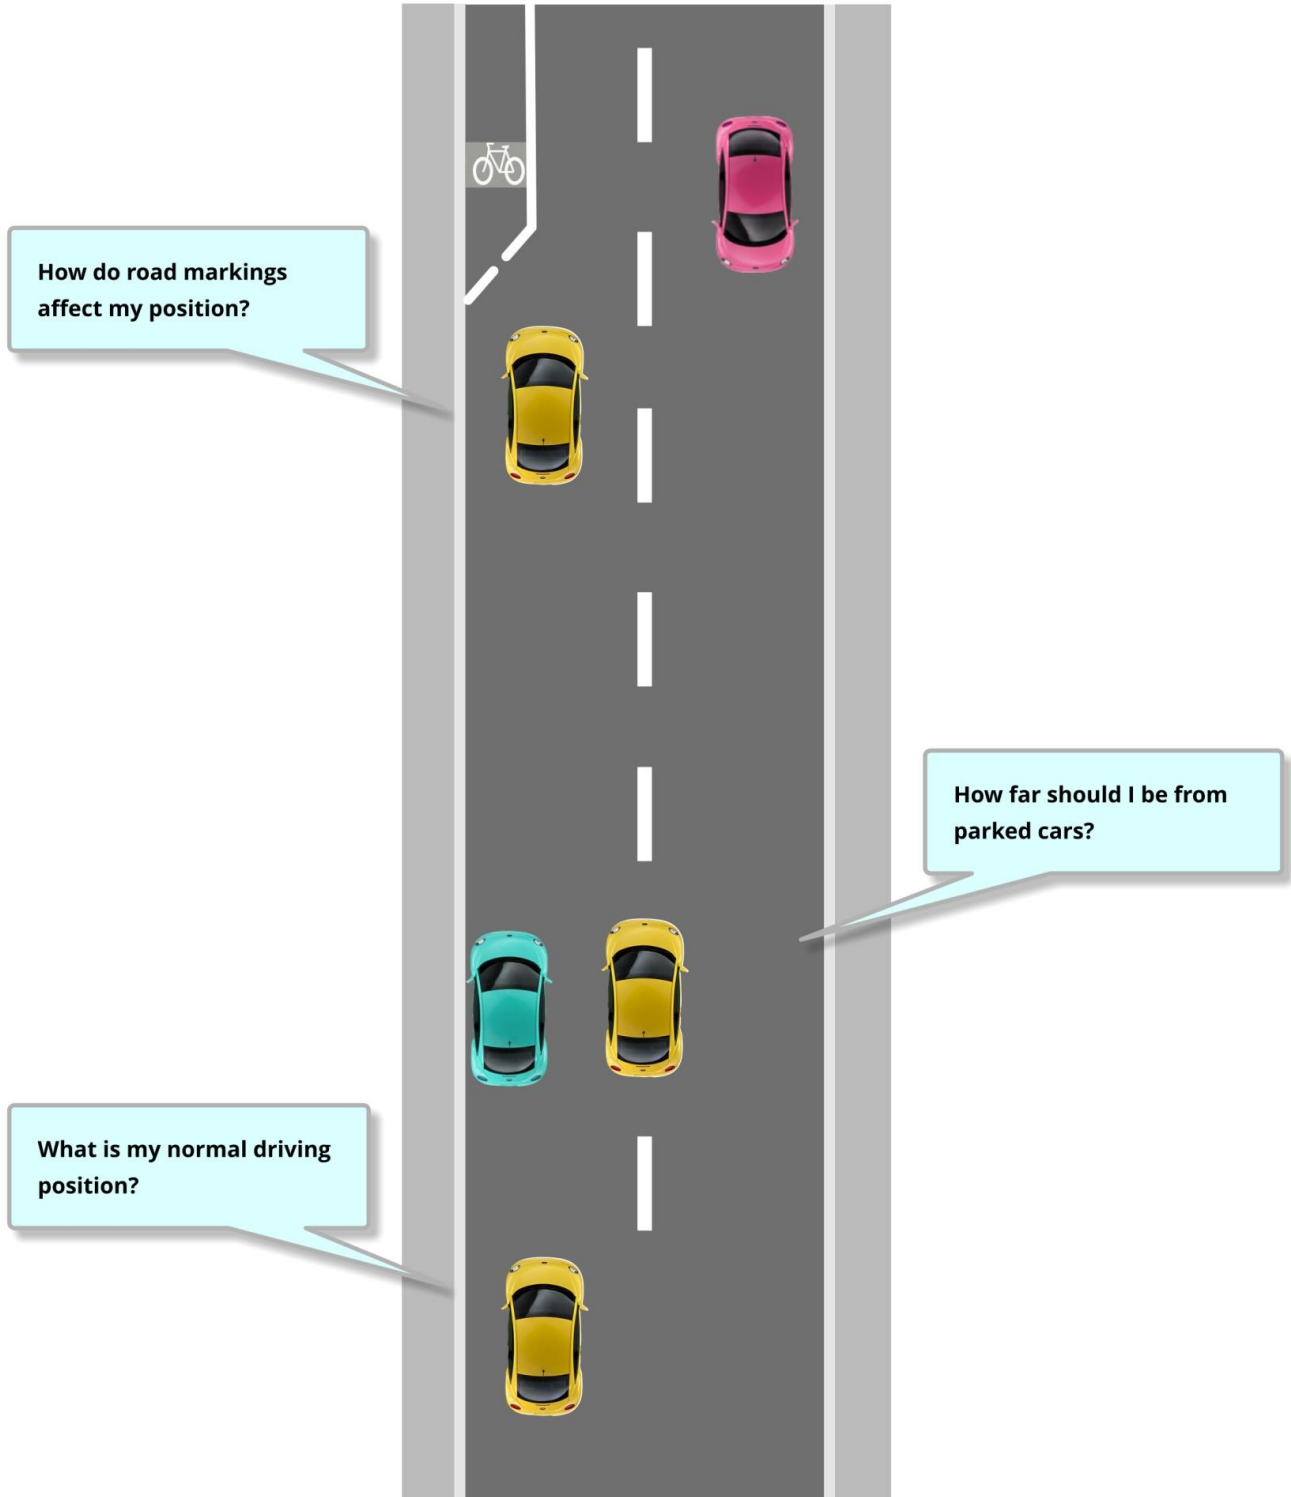 How do road markings
affect my position?
How far should I be from
parked cars?
What is my normal driving
position?